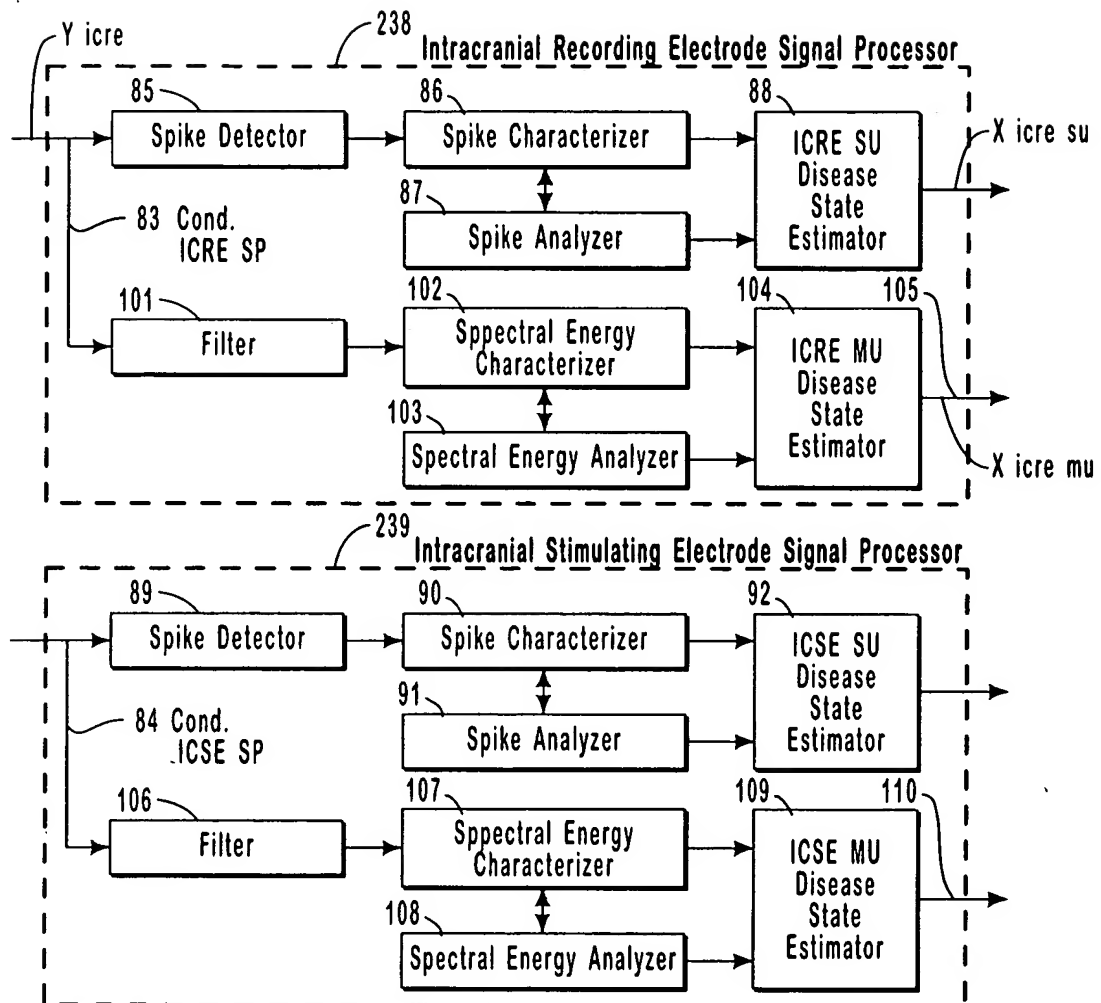 Y icre
238
Intracranial Recording Electrode Signal Processor
85
Spike Detector
86
Spike Characterizer
88
ICRE SU
Disease
State
Estimator
X icre su
83 Cond.
ICRE SP
87
Spike Analyzer
101
Filter
102
Sppectral Energy
Characterizer
104
105
ICRE MU
Disease
State
Estimator
103
Spectral Energy Analyzer
X icre mu
239
Intracranial Stimulating Electrode Signal Processor
89
Spike Detector
90
Spike Characterizer
92
ICSE SU
Disease
State
Estimator
84 Cond.
ICSE SP
91
Spike Analyzer
106
Filter
107
Sppectral Energy
Characterizer
109
110
ICSE MU
Disease
State
Estimator
108
Spectral Energy Analyzer